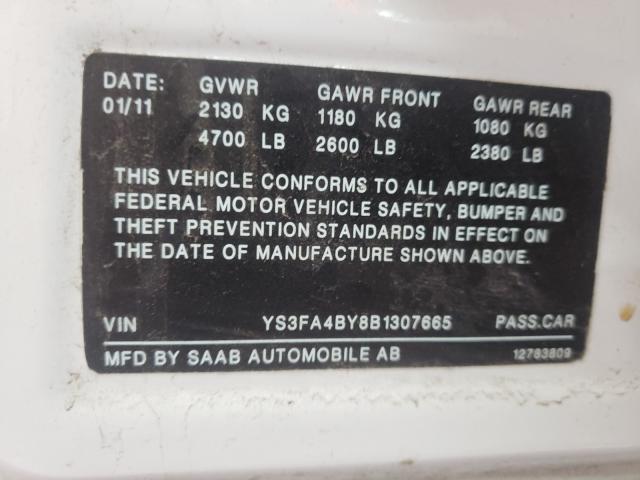 DATE: GVWR GAWR FRONT GAWR REAR
01/11 2130 KG 1180 KG 1080 KG
4700 LB 2600 LB 2380 LB
THIS VEHICLE CONFORMS TO ALL APPLICABLE
FEDERAL MOTOR VEHICLE SAFETY, BUMPER AND
THEFT PREVENTION STANDARDS IN EFFECT ON
THE DATE OF MANUFACTURE SHOWN ABOVE.
VIN YS3FA4BY8B1307665 PASS.CAR
MFD BY SAAB AUTOMOBILE AB 12783809